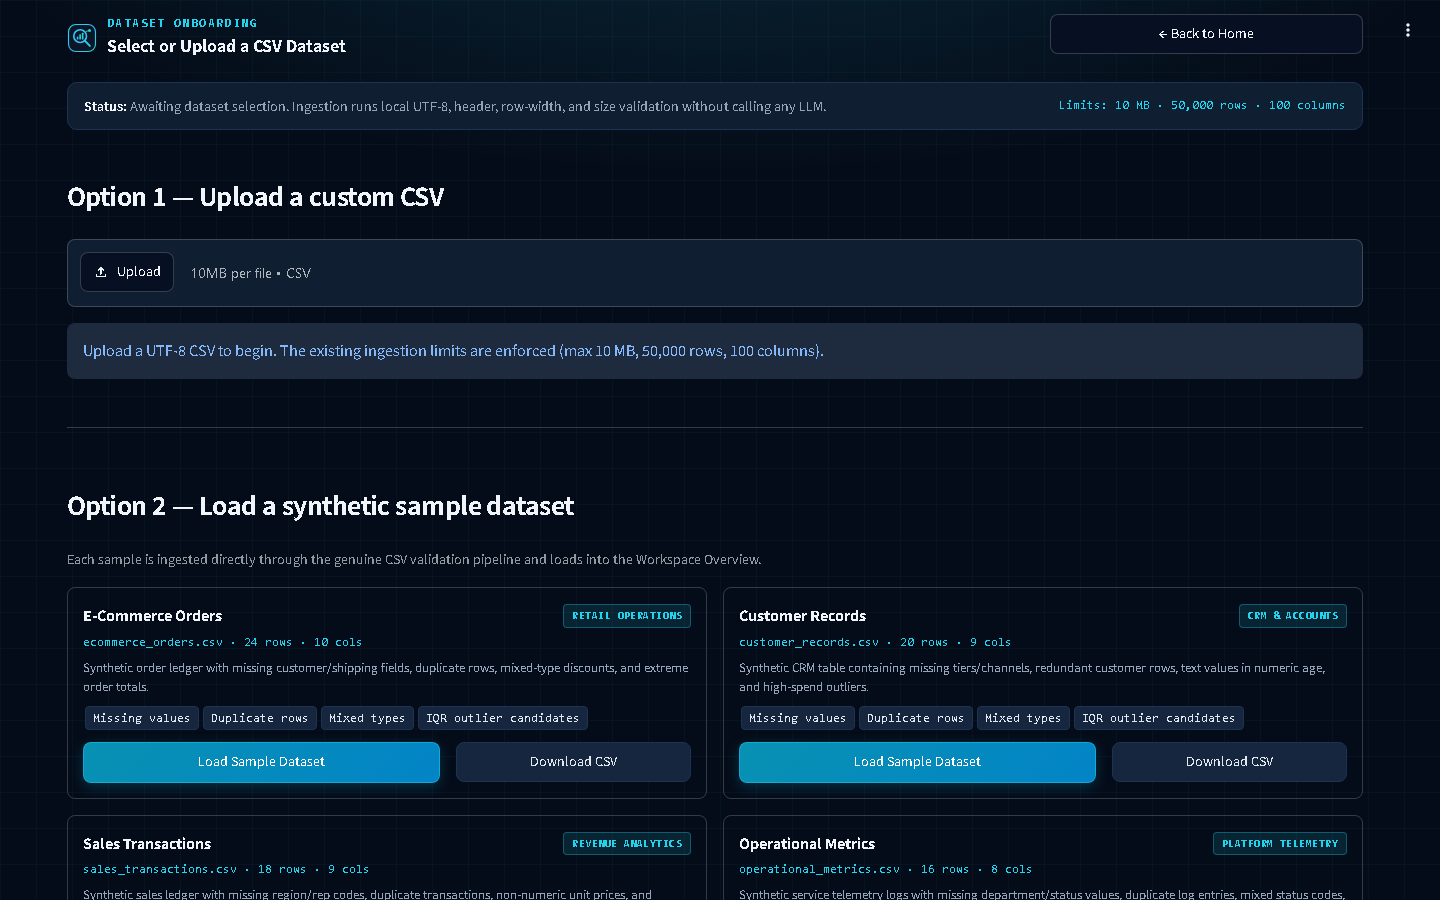 DATASET ONBOARDING
Select or Upload a CSV Dataset
← Back to Home
Status: Awaiting dataset selection. Ingestion runs local UTF-8, header, row-width, and size validation without calling any LLM.
Limits: 10 MB · 50,000 rows · 100 columns
Option 1 — Upload a custom CSV
Upload
10MB per file • CSV
Upload a UTF-8 CSV to begin. The existing ingestion limits are enforced (max 10 MB, 50,000 rows, 100 columns).
Option 2 — Load a synthetic sample dataset
Each sample is ingested directly through the genuine CSV validation pipeline and loads into the Workspace Overview.
E-Commerce Orders
RETAIL OPERATIONS
ecommerce_orders.csv · 24 rows · 10 cols
Synthetic order ledger with missing customer/shipping fields, duplicate rows, mixed-type discounts, and extreme
order totals.
Missing values
Duplicate rows
Mixed types
IQR outlier candidates
Load Sample Dataset
Download CSV
Customer Records
CRM & ACCOUNTS
customer_records.csv · 20 rows · 9 cols
Synthetic CRM table containing missing tiers/channels, redundant customer rows, text values in numeric age,
and high-spend outliers.
Missing values
Duplicate rows
Mixed types
IQR outlier candidates
Load Sample Dataset
Download CSV
Sales Transactions
REVENUE ANALYTICS
sales_transactions.csv · 18 rows · 9 cols
Synthetic sales ledger with missing region/rep codes, duplicate transactions, non-numeric unit prices, and
Operational Metrics
PLATFORM TELEMETRY
operational_metrics.csv · 16 rows · 8 cols
Synthetic service telemetry logs with missing department/status values, duplicate log entries, mixed status codes,